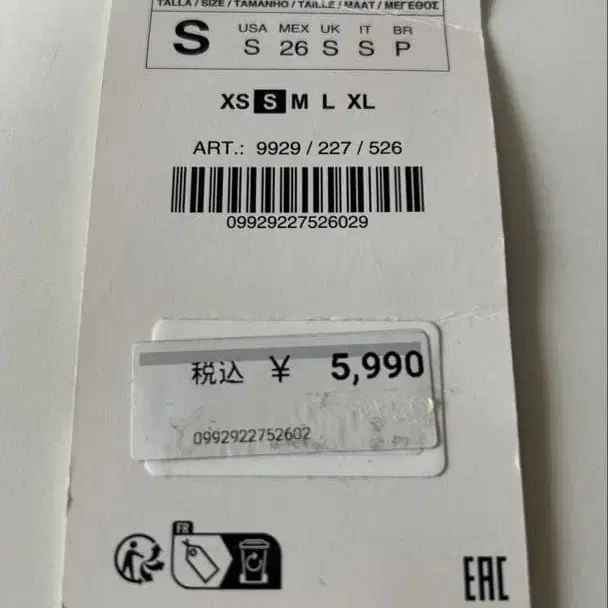 TALLA / SIZE / TAMANHO / TAILLE / MAAT / ΜΕΓΕΘΟΣ
USA MEX UK IT BR
S S 26 S S P
XS S M L XL
ART.: 9929 / 227 / 526
09929227526029
税込 ¥ 5,990
0992922752602
FR
EAC